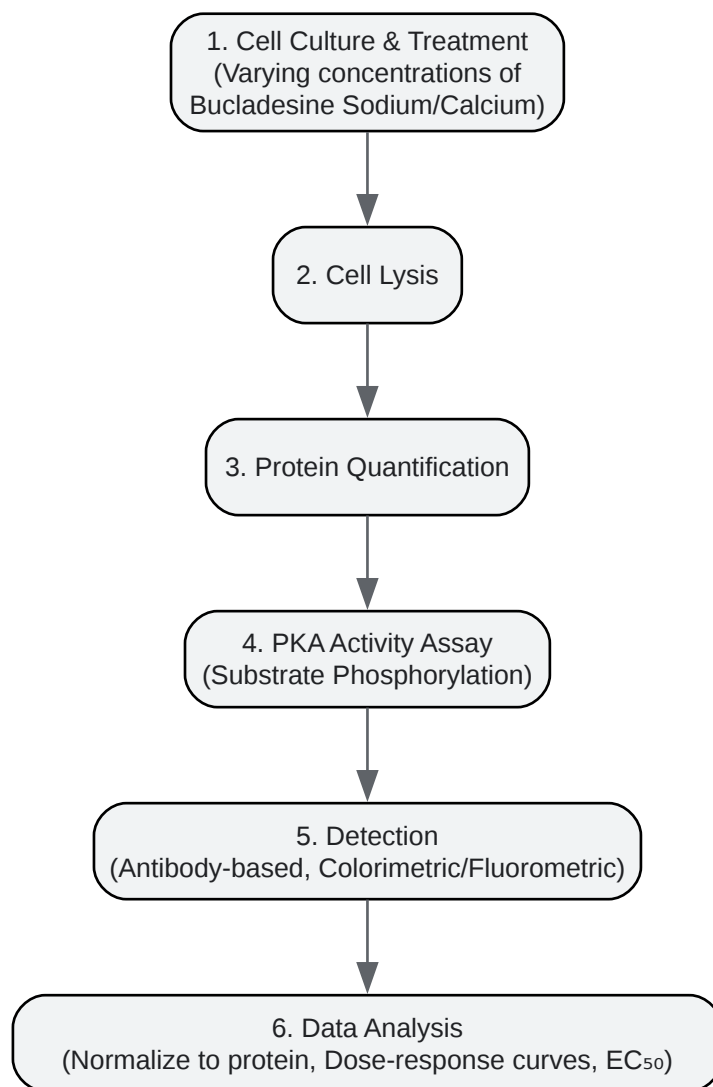 1. Cell Culture & Treatment
(Varying concentrations of
Bucladesine Sodium/Calcium)
2. Cell Lysis
3. Protein Quantification
4. PKA Activity Assay
(Substrate Phosphorylation)
5. Detection
(Antibody-based, Colorimetric/Fluorometric)
6. Data Analysis
(Normalize to protein, Dose-response curves, EC₅₀)